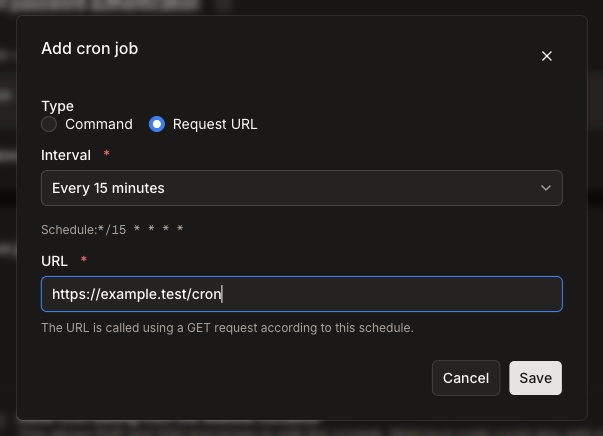 Add cron job
Type
Command
Request URL
Interval *
Every 15 minutes
Schedule:*/15 * * * *
URL *
https://example.test/cron
The URL is called using a GET request according to this schedule.
Cancel
Save